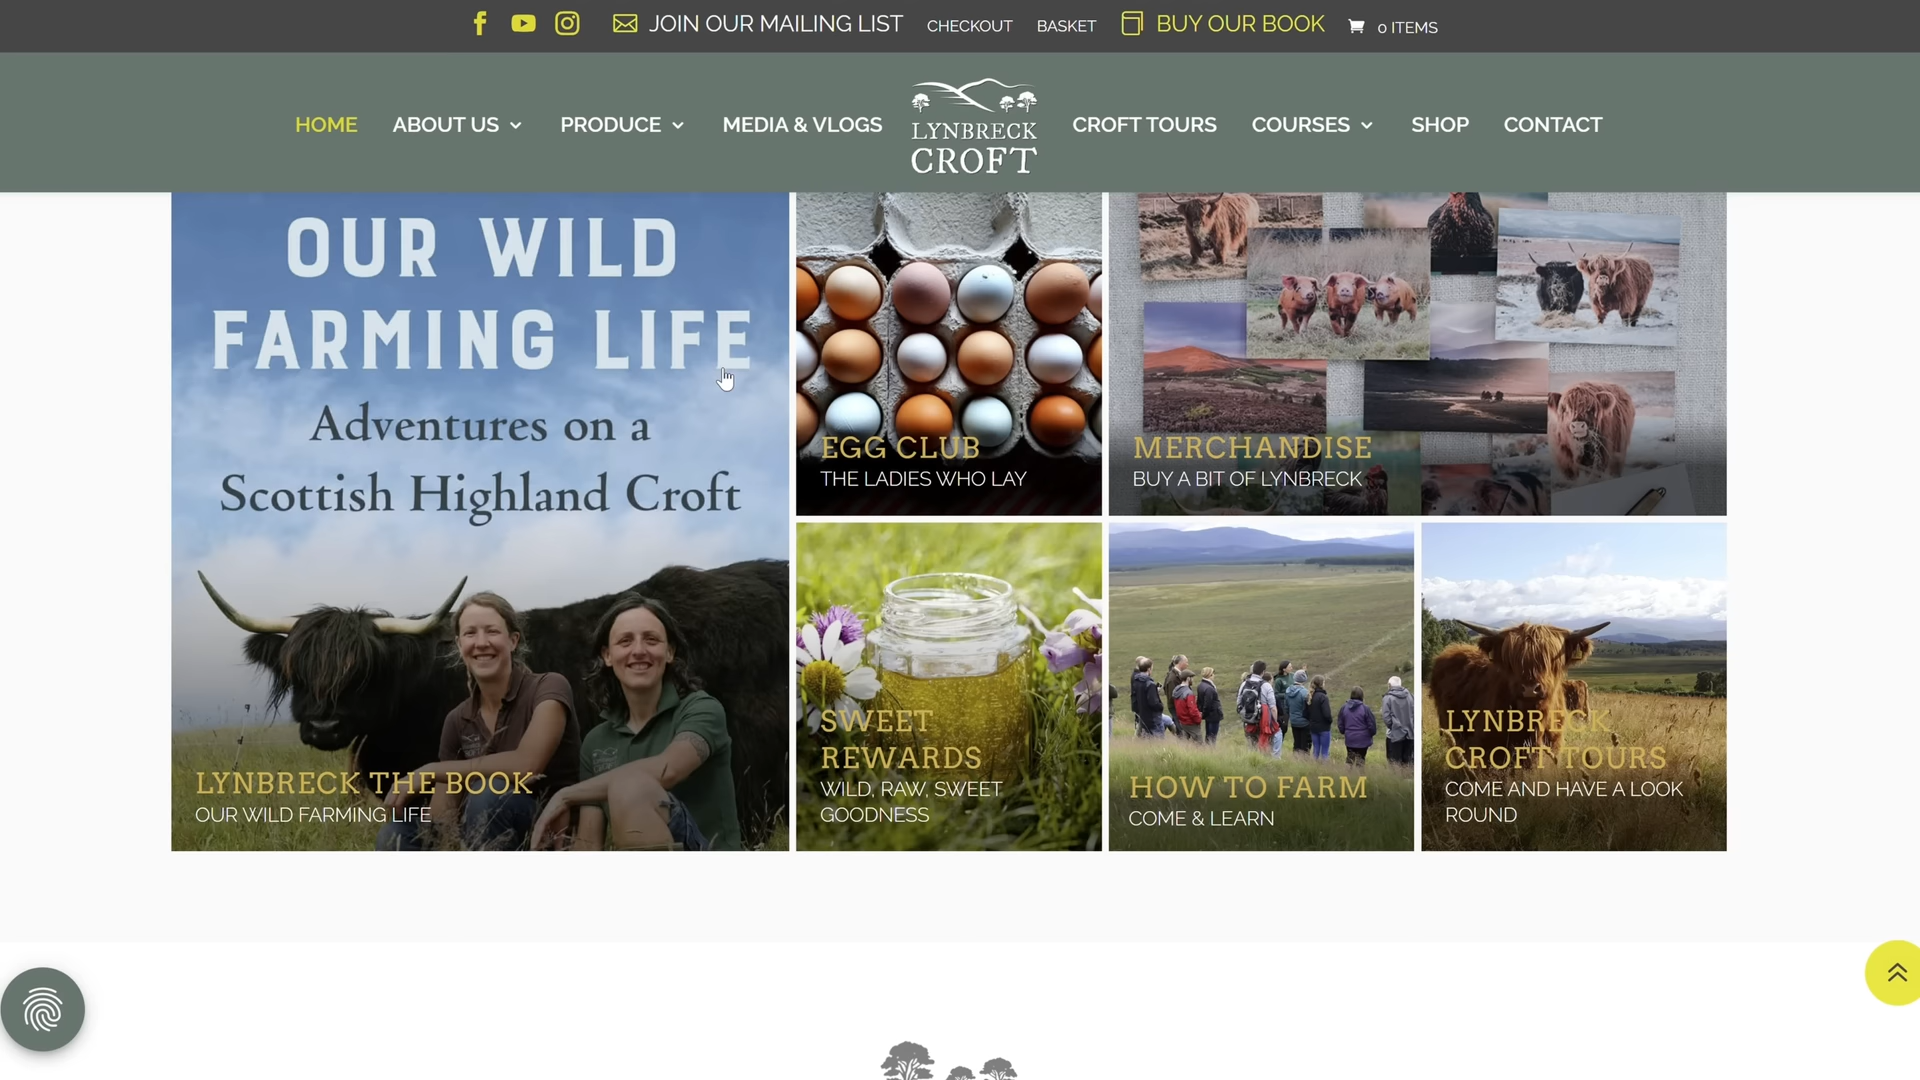 JOIN OUR MAILING LIST
CHECKOUT
BASKET
BUY OUR BOOK
0 ITEMS
HOME
ABOUT US
PRODUCE
MEDIA & VLOGS
LYNBRECK
CROFT
CROFT TOURS
COURSES
SHOP
CONTACT
OUR WILD
FARMING LIFE
Adventures on a
Scottish Highland Croft
LYNBRECK THE BOOK
OUR WILD FARMING LIFE
EGG CLUB
THE LADIES WHO LAY
MERCHANDISE
BUY A BIT OF LYNBRECK
SWEET
REWARDS
WILD, RAW, SWEET
GOODNESS
HOW TO FARM
COME & LEARN
LYNBRECK
CROFT TOURS
COME AND HAVE A LOOK
ROUND